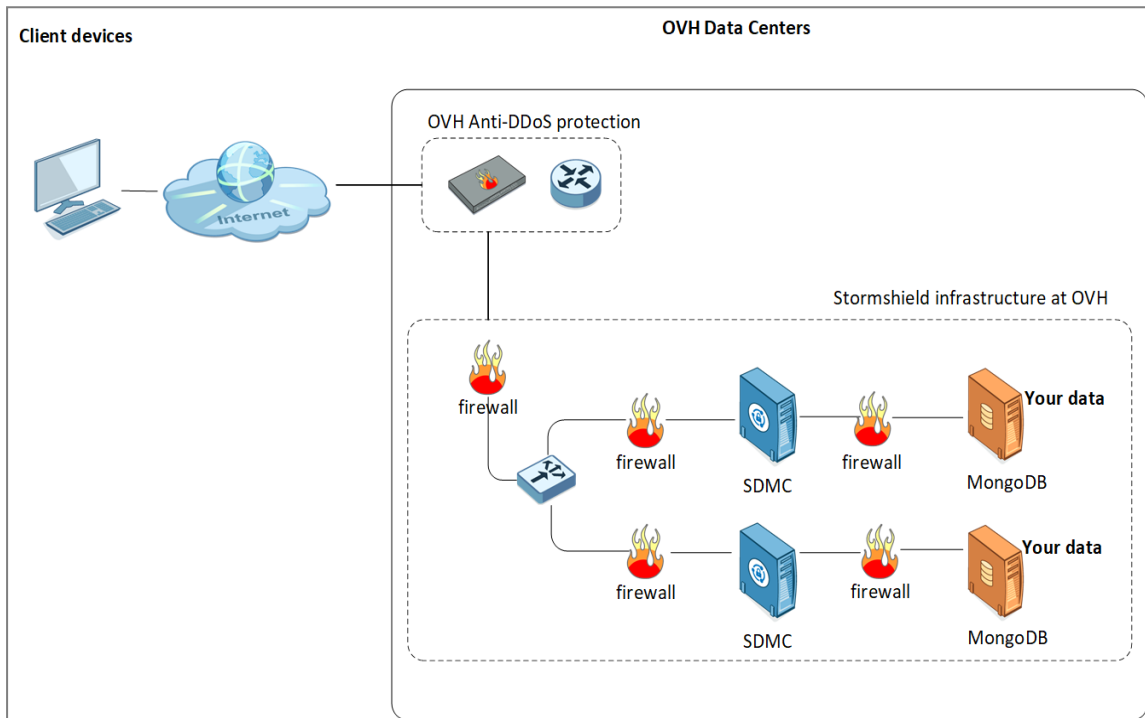 Client devices
OVH Data Centers
OVH Anti-DDoS protection
Internet
Stormshield infrastructure at OVH
firewall
firewall
SDMC
firewall
Your data
MongoDB
firewall
SDMC
firewall
Your data
MongoDB